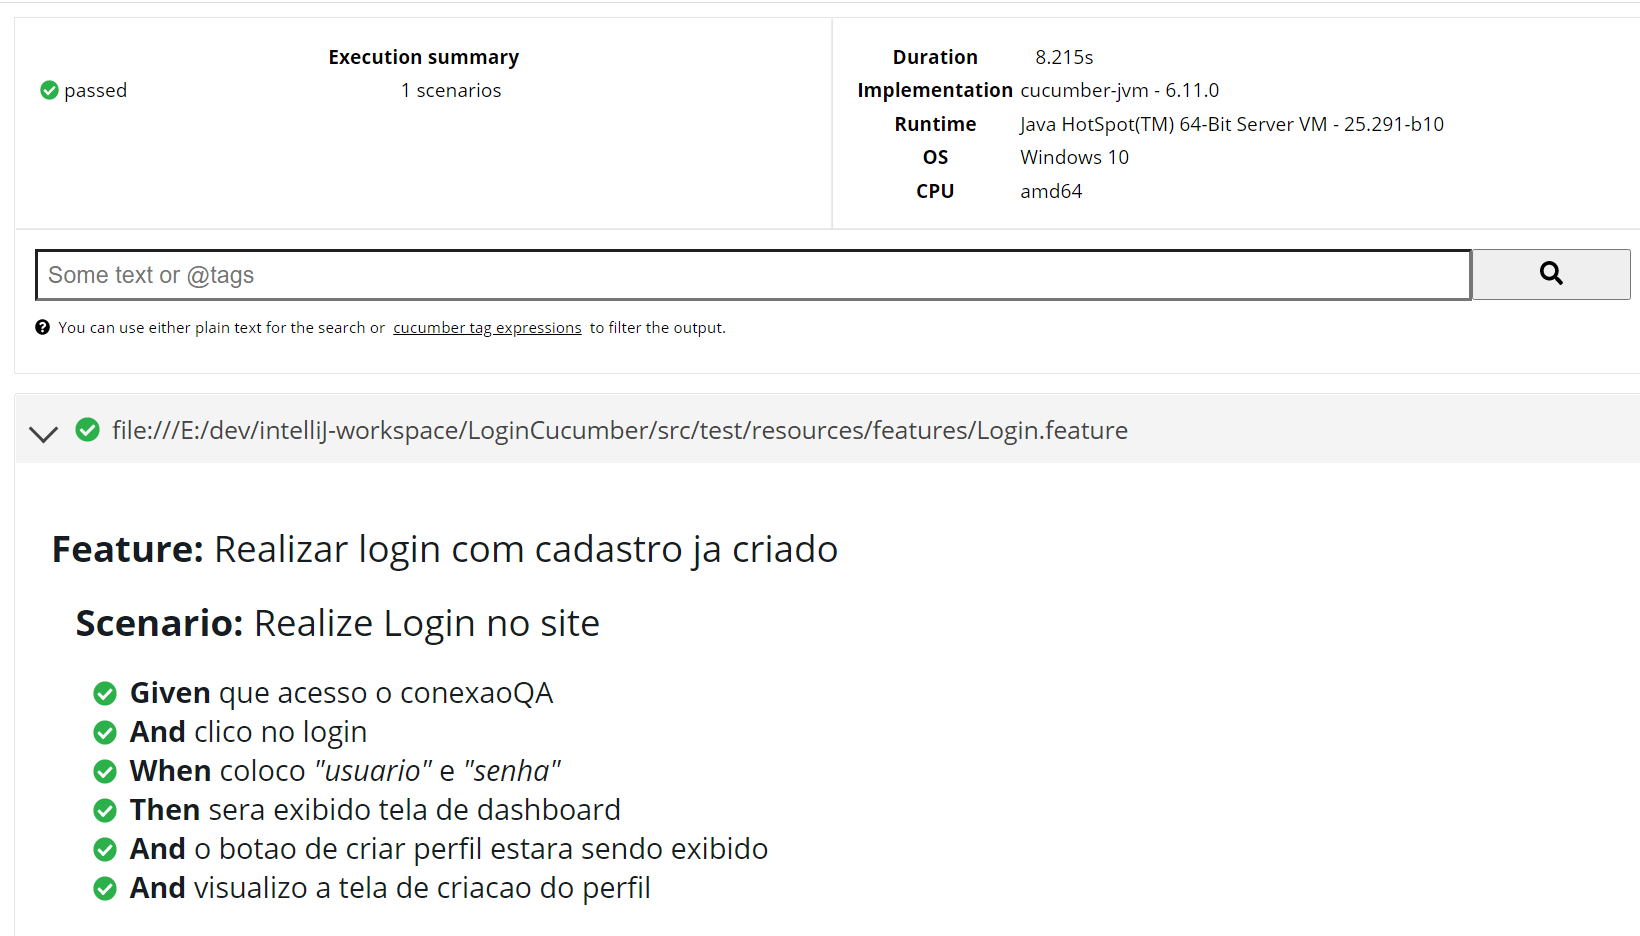 Execution summary
passed 1 scenarios
Duration 8.215s
Implementation cucumber-jvm - 6.11.0
Runtime Java HotSpot(TM) 64-Bit Server VM - 25.291-b10
OS Windows 10
CPU amd64
Some text or @tags
You can use either plain text for the search or cucumber tag expressions to filter the output.
file:///E:/dev/intelliJ-workspace/LoginCucumber/src/test/resources/features/Login.feature
Feature: Realizar login com cadastro ja criado
Scenario: Realize Login no site
Given que acesso o conexaoQA
And clico no login
When coloco "usuario" e "senha"
Then sera exibido tela de dashboard
And o botao de criar perfil estara sendo exibido
And visualizo a tela de criacao do perfil